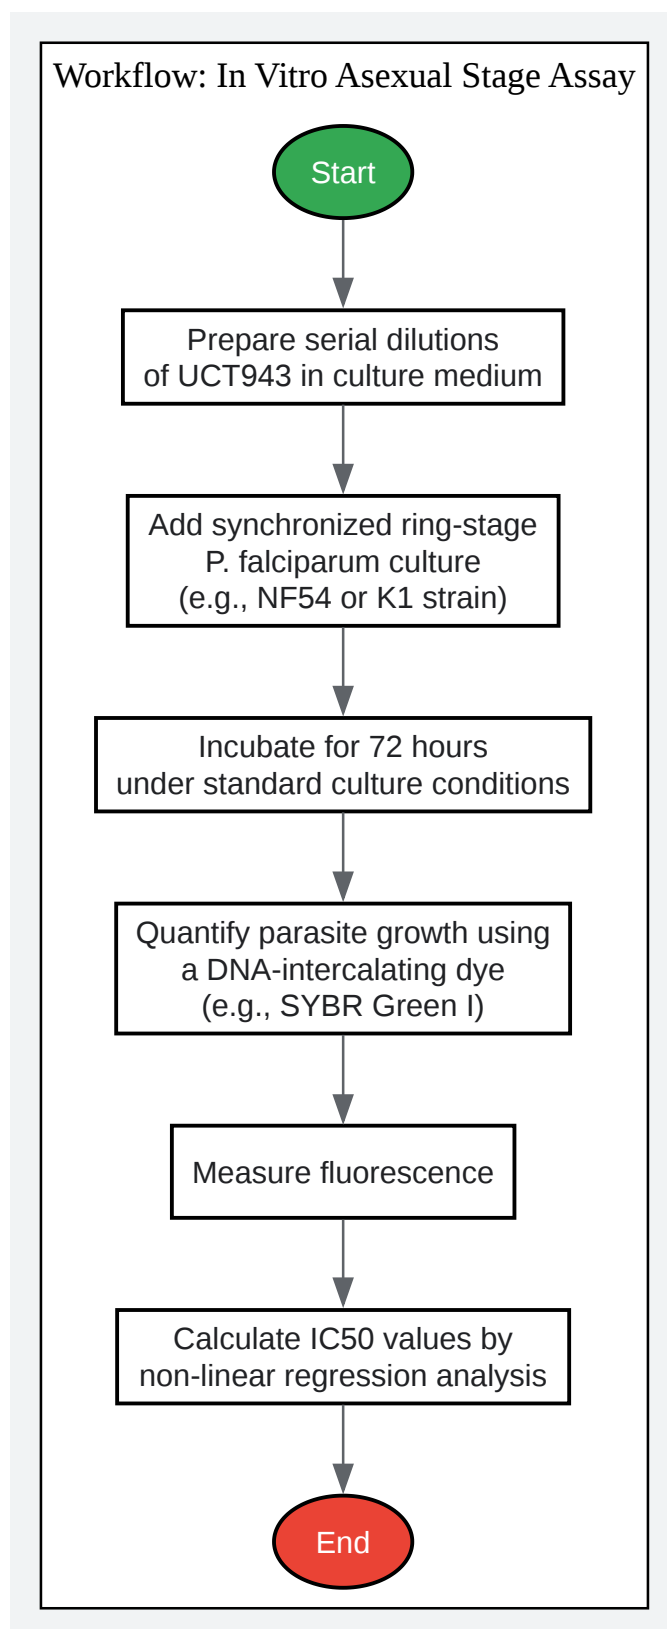 Workflow: In Vitro Asexual Stage Assay
Start
Prepare serial dilutions
of UCT943 in culture medium
Add synchronized ring-stage
P. falciparum culture
(e.g., NF54 or K1 strain)
Incubate for 72 hours
under standard culture conditions
Quantify parasite growth using
a DNA-intercalating dye
(e.g., SYBR Green I)
Measure fluorescence
Calculate IC50 values by
non-linear regression analysis
End